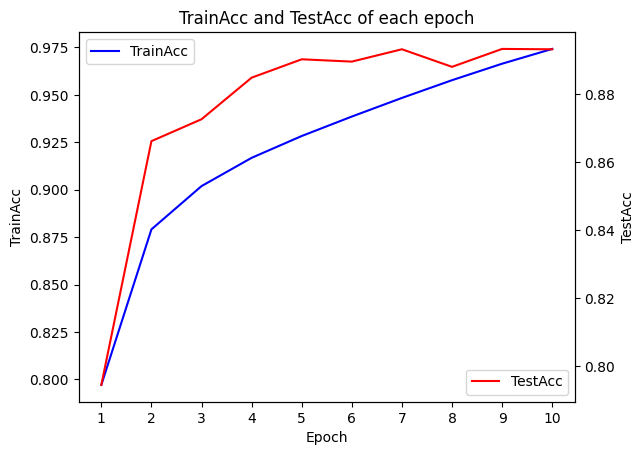 TrainAcc and TestAcc of each epoch
TrainAcc
TestAcc
TrainAcc
0.975
0.950
0.925
0.900
0.875
0.850
0.825
0.800
TestAcc
0.88
0.86
0.84
0.82
0.80
1 2 3 4 5 6 7 8 9 10
Epoch